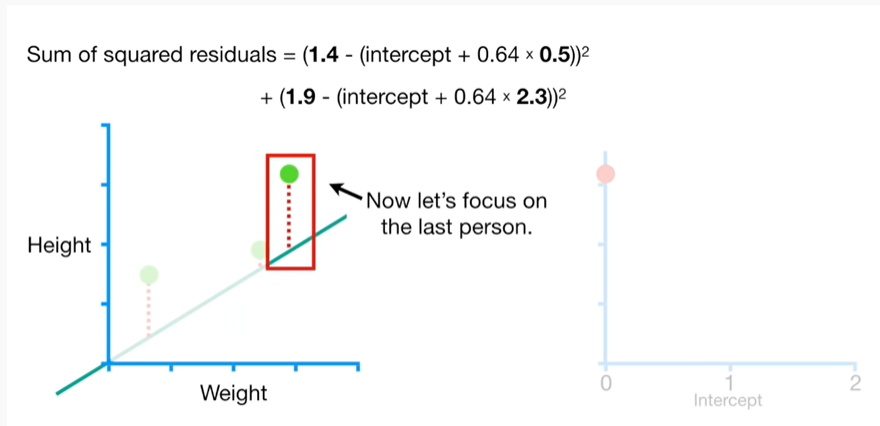 Sum of squared residuals = (1.4 - (intercept + 0.64 × 0.5))²
+ (1.9 - (intercept + 0.64 × 2.3))²
Now let's focus on
the last person.
Height
Weight
0 1 2
Intercept